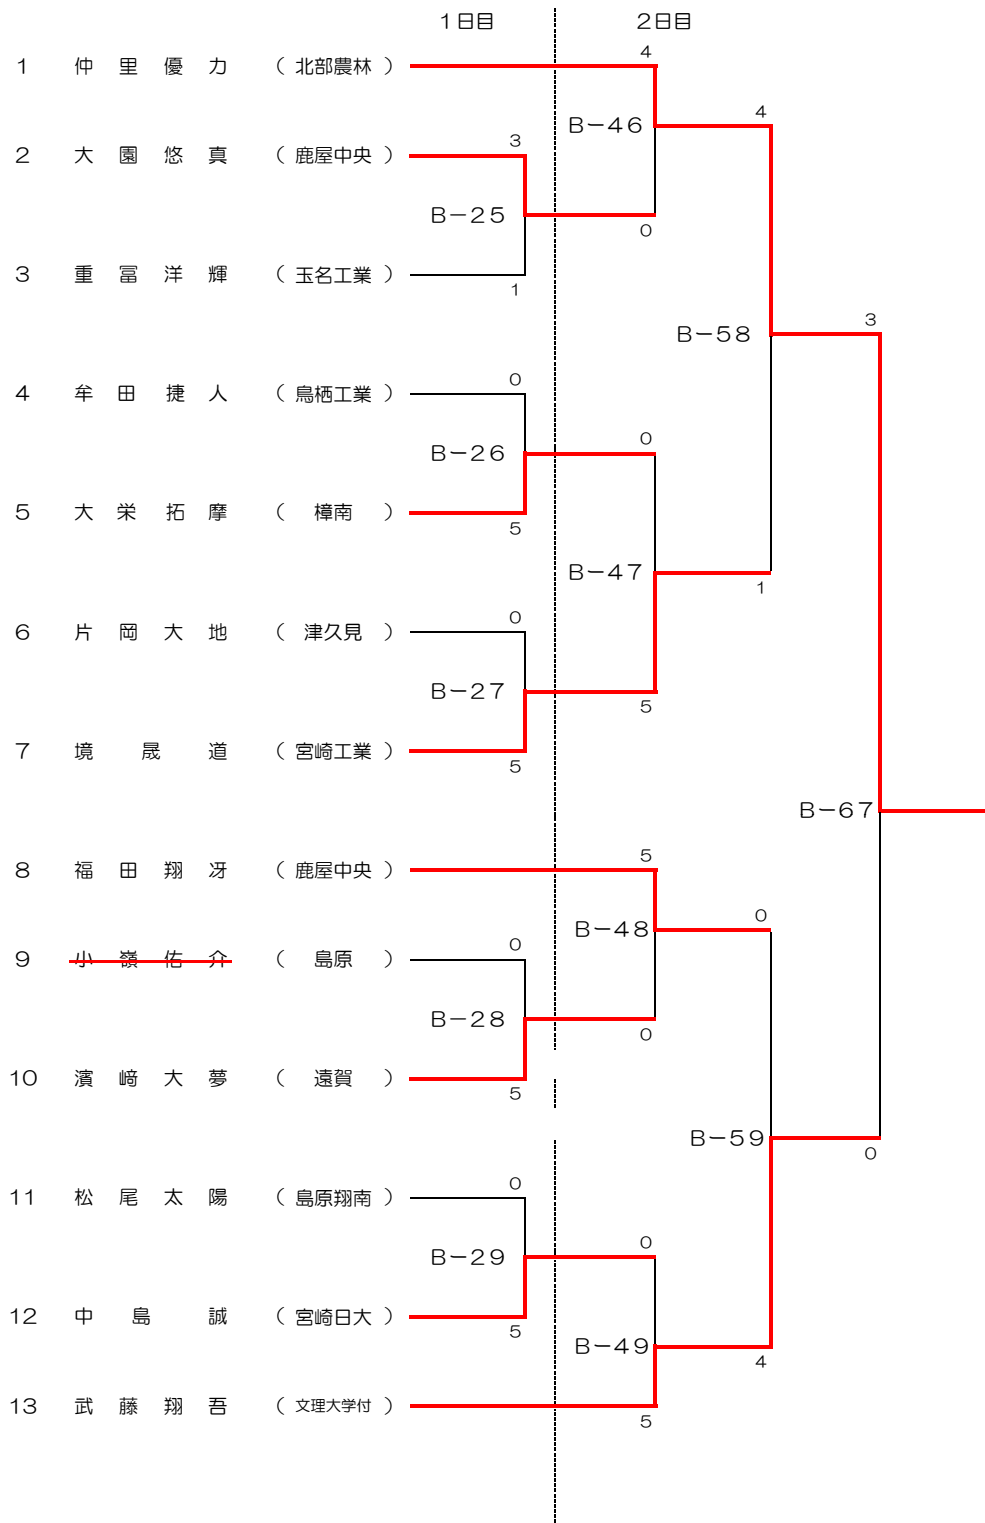 1日目 2日目
4
1 仲里優力 (北部農林)
4
B-46
3
2 大園悠真 (鹿屋中央)
B-25
0
3 重冨洋輝 (玉名工業)
1
3
B-58
0
4 牟田捷人 (鳥栖工業)
0
B-26
5 大栄拓摩 (樟南)
5
B-47
1
0
6 片岡大地 (津久見)
B-27
5
7 境晟道 (宮崎工業)
5
B-67
5
8 福田翔冴 (鹿屋中央)
0
B-48
0
9 小嶺佑介 (島原)
B-28
0
10 濱﨑大夢 (遠賀)
5
B-59
0
0
11 松尾太陽 (島原翔南)
0
B-29
12 中島誠 (宮崎日大)
5
B-49
4
13 武藤翔吾 (文理大学付)
5